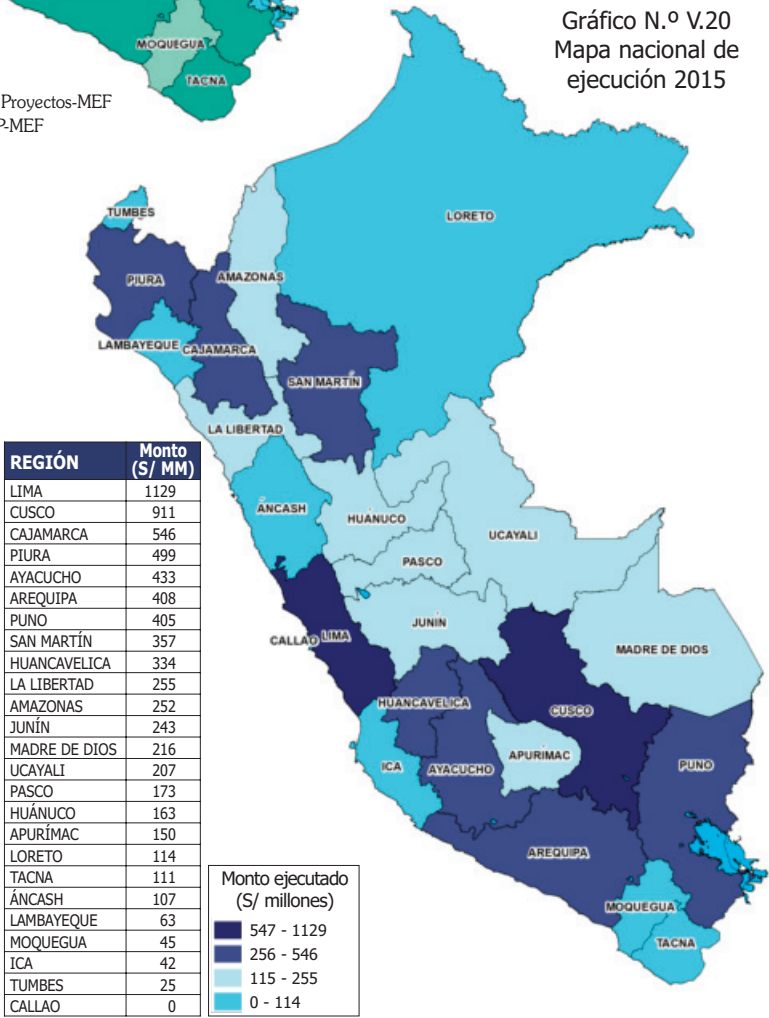 MOQUEGUA
TACNA
Proyectos-MEF
P-MEF
Gráfico N.º V.20
Mapa nacional de
ejecución 2015
TUMBES
LORETO
PIURA
AMAZONAS
LAMBAYEQUE
CAJAMARCA
SAN MARTÍN
LA LIBERTAD
ÁNCASH
HUÁNUCO
UCAYALI
PASCO
JUNÍN
CALLAO
LIMA
MADRE DE DIOS
HUANCAVELICA
CUSCO
ICA
AYACUCHO
APURÍMAC
PUNO
AREQUIPA
MOQUEGUA
TACNA
REGIÓN Monto (S/ MM)
LIMA 1129
CUSCO 911
CAJAMARCA 546
PIURA 499
AYACUCHO 433
AREQUIPA 408
PUNO 405
SAN MARTÍN 357
HUANCAVELICA 334
LA LIBERTAD 255
AMAZONAS 252
JUNÍN 243
MADRE DE DIOS 216
UCAYALI 207
PASCO 173
HUÁNUCO 163
APURÍMAC 150
LORETO 114
TACNA 111
ÁNCASH 107
LAMBAYEQUE 63
MOQUEGUA 45
ICA 42
TUMBES 25
CALLAO 0
Monto ejecutado
(S/ millones)
547 - 1129
256 - 546
115 - 255
0 - 114